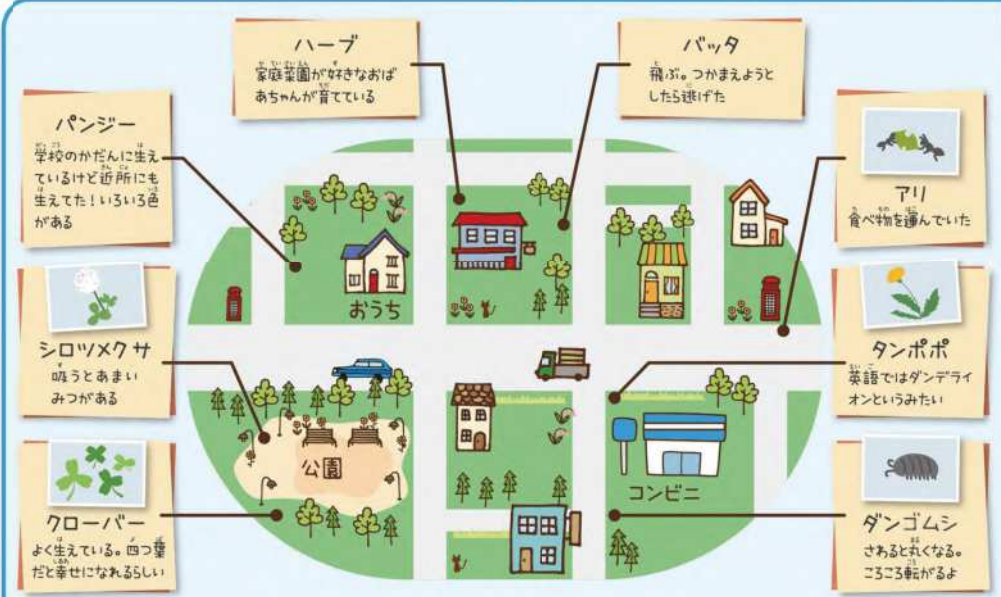 ハーブ
家庭菜園が好きなおば
あちゃんが育てている
バッタ
飛ぶ。つかまえようと
したら逃げた
パンジー
学校のかだんに生え
ているけど近所にも
生えてた！いろいろ色
がある
アリ
食べ物を運んでいた
シロツメクサ
吸うとあまい
みつがある
タンポポ
英語ではダンデライ
オンというみたい
クローバー
よく生えている。四つ葉
だと幸せになれるらしい
ダンゴムシ
さわると丸くなる。
ころころ転がるよ
おうち
公園
コンビニ